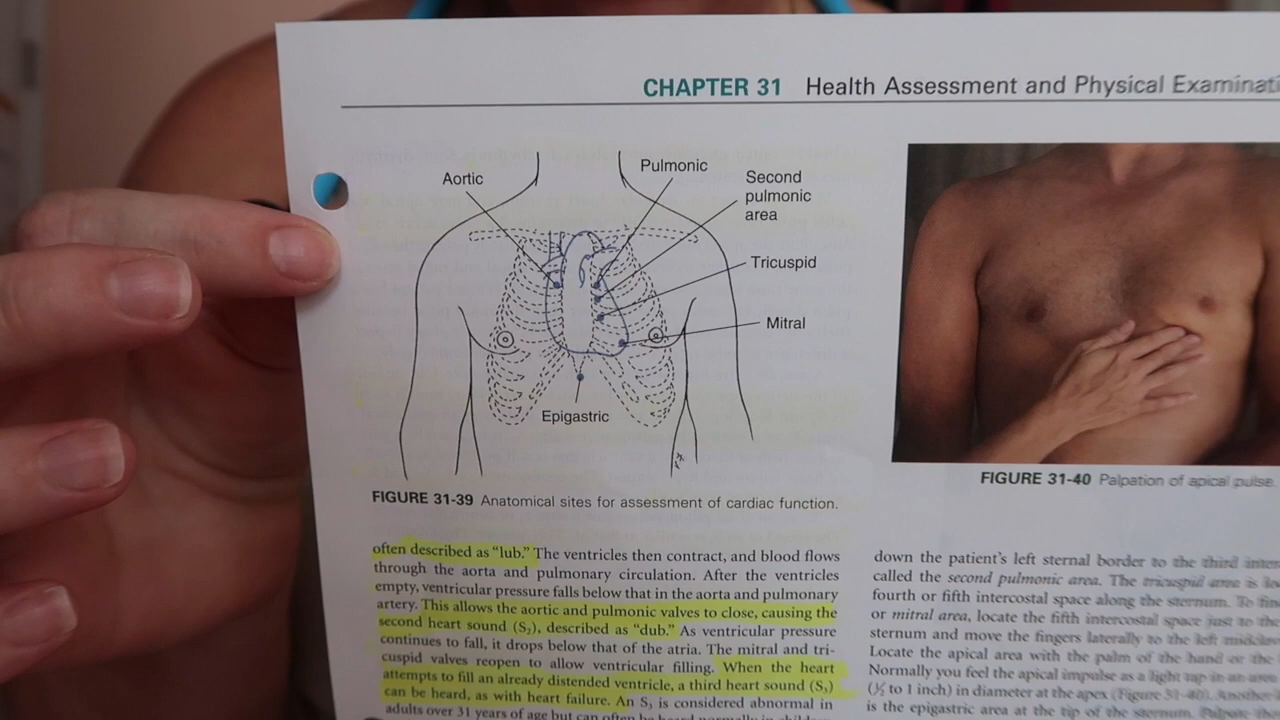 CHAPTER 31 Health Assessment and Physical
Aortic
Pulmonic
Second
pulmonic
area
Tricuspid
Mitral
Epigastric
FIGURE 31-39 Anatomical sites for assessment of cardiac function.
FIGURE 31-40 Palpation of apical pulse.
often described as “lub.” The ventricles then contract, and blood flows
through the aorta and pulmonary circulation. After the ventricles
empty, ventricular pressure falls below that in the aorta and pulmonary
artery. This allows the aortic and pulmonic valves to close, causing the
second heart sound (S₂), described as “dub.” As ventricular pressure
continues to fall, it drops below that of the atria. The mitral and tri-
cuspid valves reopen to allow ventricular filling. When the heart
attempts to fill an already distended ventricle, a third heart sound (S₃)
can be heard, as with heart failure. An S₃ is considered abnormal in
adults over 31 years of age but can often be heard normally in
down the patient's left sternal border to the third
called the second pulmonic area. The tricuspid area is
fourth or fifth intercostal space along the sternum. To
or mitral area, locate the fifth intercostal space just to the
sternum and move the fingers laterally to the left
Locate the apical area with the palm of the hand or the
Normally you feel the apical impulse as a light tap in an area
(½ to 1 inch) in diameter at the apex (Figure 31-40). Another
is the epigastric area at the tip of the sternum.